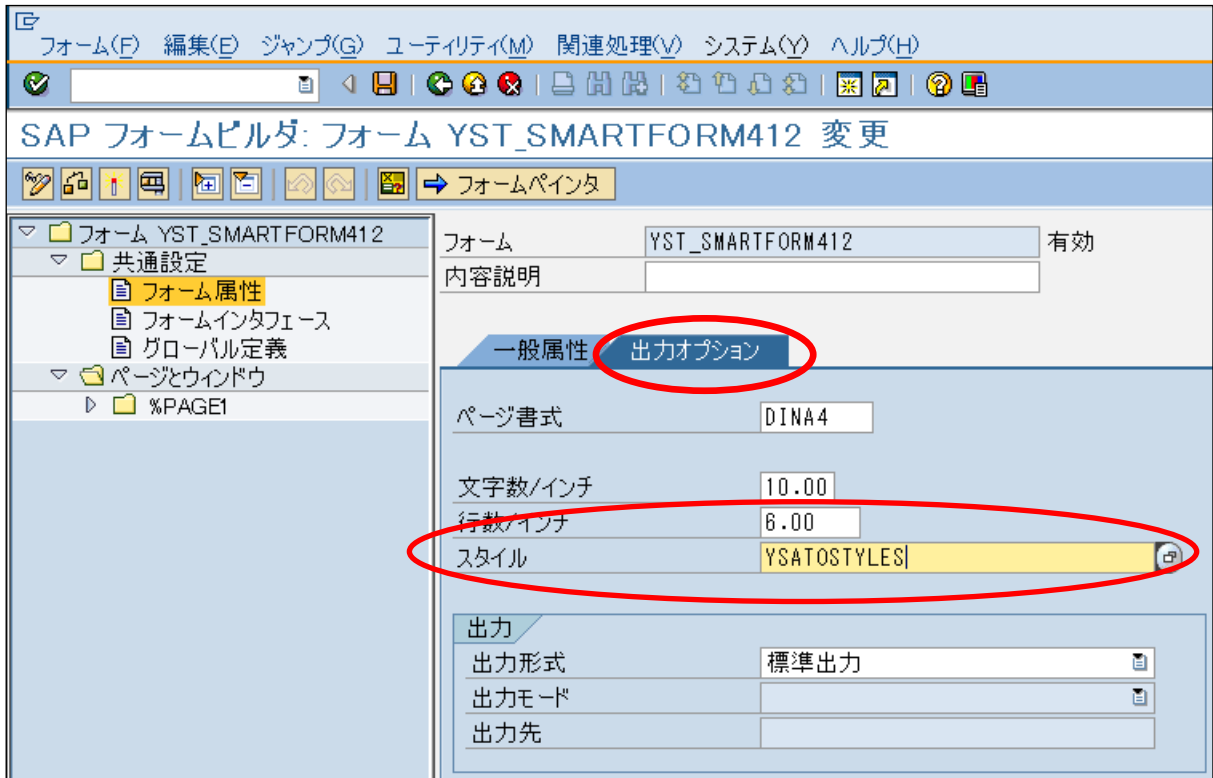 フォーム(F) 編集(E) ジャンプ(G) ユーティリティ(M) 関連処理(V) システム(Y) ヘルプ(H)
SAP フォームビルダ: フォーム YST_SMARTFORM412 変更
フォームペインタ
フォーム YST_SMARTFORM412
共通設定
フォーム属性
フォームインタフェース
グローバル定義
ページとウィンドウ
%PAGE1
フォーム YST_SMARTFORM412 有効
内容説明
一般属性 出力オプション
ページ書式 DINA4
文字数/インチ 10.00
行数/インチ 6.00
スタイル YSATOSTYLES
出力
出力形式 標準出力
出力モード
出力先